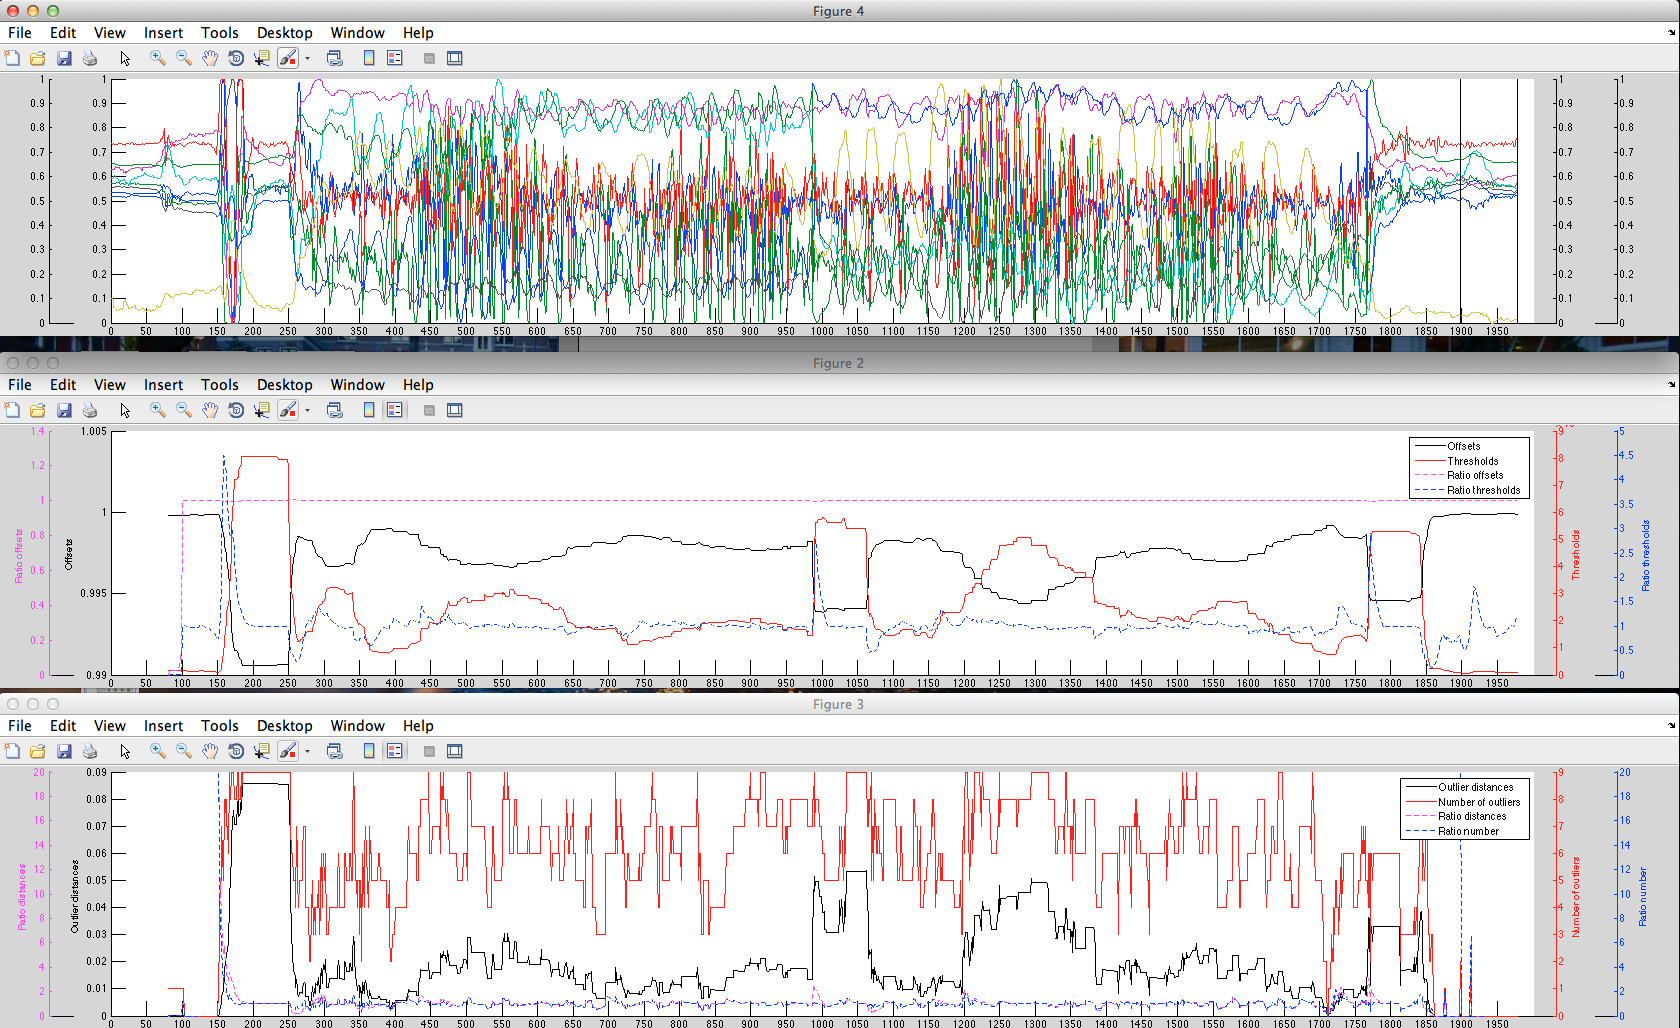 Figure 4
File Edit View Insert Tools Desktop Window Help
1 1 1 1
0.9 0.9 0.9 0.9
0.8 0.8 0.8 0.8
0.7 0.7 0.7 0.7
0.6 0.6 0.6 0.6
0.5 0.5 0.5 0.5
0.4 0.4 0.4 0.4
0.3 0.3 0.3 0.3
0.2 0.2 0.2 0.2
0.1 0.1 0.1 0.1
0 0 0 0
0 50 100 150 200 250 300 350 400 450 500 550 600 650 700 750 800 850 900 950 1000 1050 1100 1150 1200 1250 1300 1350 1400 1450 1500 1550 1600 1650 1700 1750 1800 1850 1900 1950
Figure 2
File Edit View Insert Tools Desktop Window Help
1.4 1.005 9 5
Offsets
Thresholds
Ratio offsets
Ratio thresholds
1.2 8 4.5
1 1 7 4
0.8 6 3.5
0.6 5 3
0.4 0.995 4 2.5
0.2 3 2
0 0.99 2 1.5
1 1
0 0.5
0
Ratio offsets
Offsets
Thresholds
Ratio thresholds
0 50 100 150 200 250 300 350 400 450 500 550 600 650 700 750 800 850 900 950 1000 1050 1100 1150 1200 1250 1300 1350 1400 1450 1500 1550 1600 1650 1700 1750 1800 1850 1900 1950
Figure 3
File Edit View Insert Tools Desktop Window Help
20 0.09 9 20
Outlier distances
Number of outliers
Ratio distances
Ratio number
18 0.08 8 18
16 0.07 7 16
14 0.06 6 14
12 0.05 5 12
10 0.04 4 10
8 0.03 3 8
6 0.02 2 6
4 0.01 1 4
2 0 0 2
0 0
Ratio distances
Outlier distances
Number of outliers
Ratio number
0 50 100 150 200 250 300 350 400 450 500 550 600 650 700 750 800 850 900 950 1000 1050 1100 1150 1200 1250 1300 1350 1400 1450 1500 1550 1600 1650 1700 1750 1800 1850 1900 1950